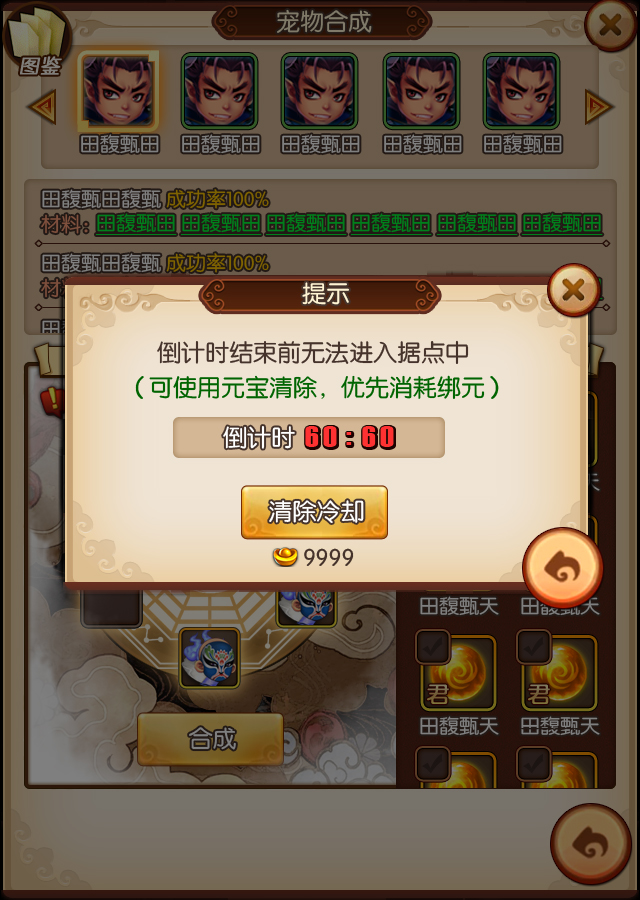 宠物合成
图鉴
田馥甄田 田馥甄田 田馥甄田 田馥甄田 田馥甄田
田馥甄田馥甄 成功率100%
材料: 田馥甄田 田馥甄田 田馥甄田 田馥甄田 田馥甄田 田馥甄田
田馥甄田馥甄 成功率100%
提示
倒计时结束前无法进入据点中
（可使用元宝清除，优先消耗绑元）
倒计时 60:60
清除冷却
9999
田馥甄天 田馥甄天
君 君
田馥甄天 田馥甄天
合成